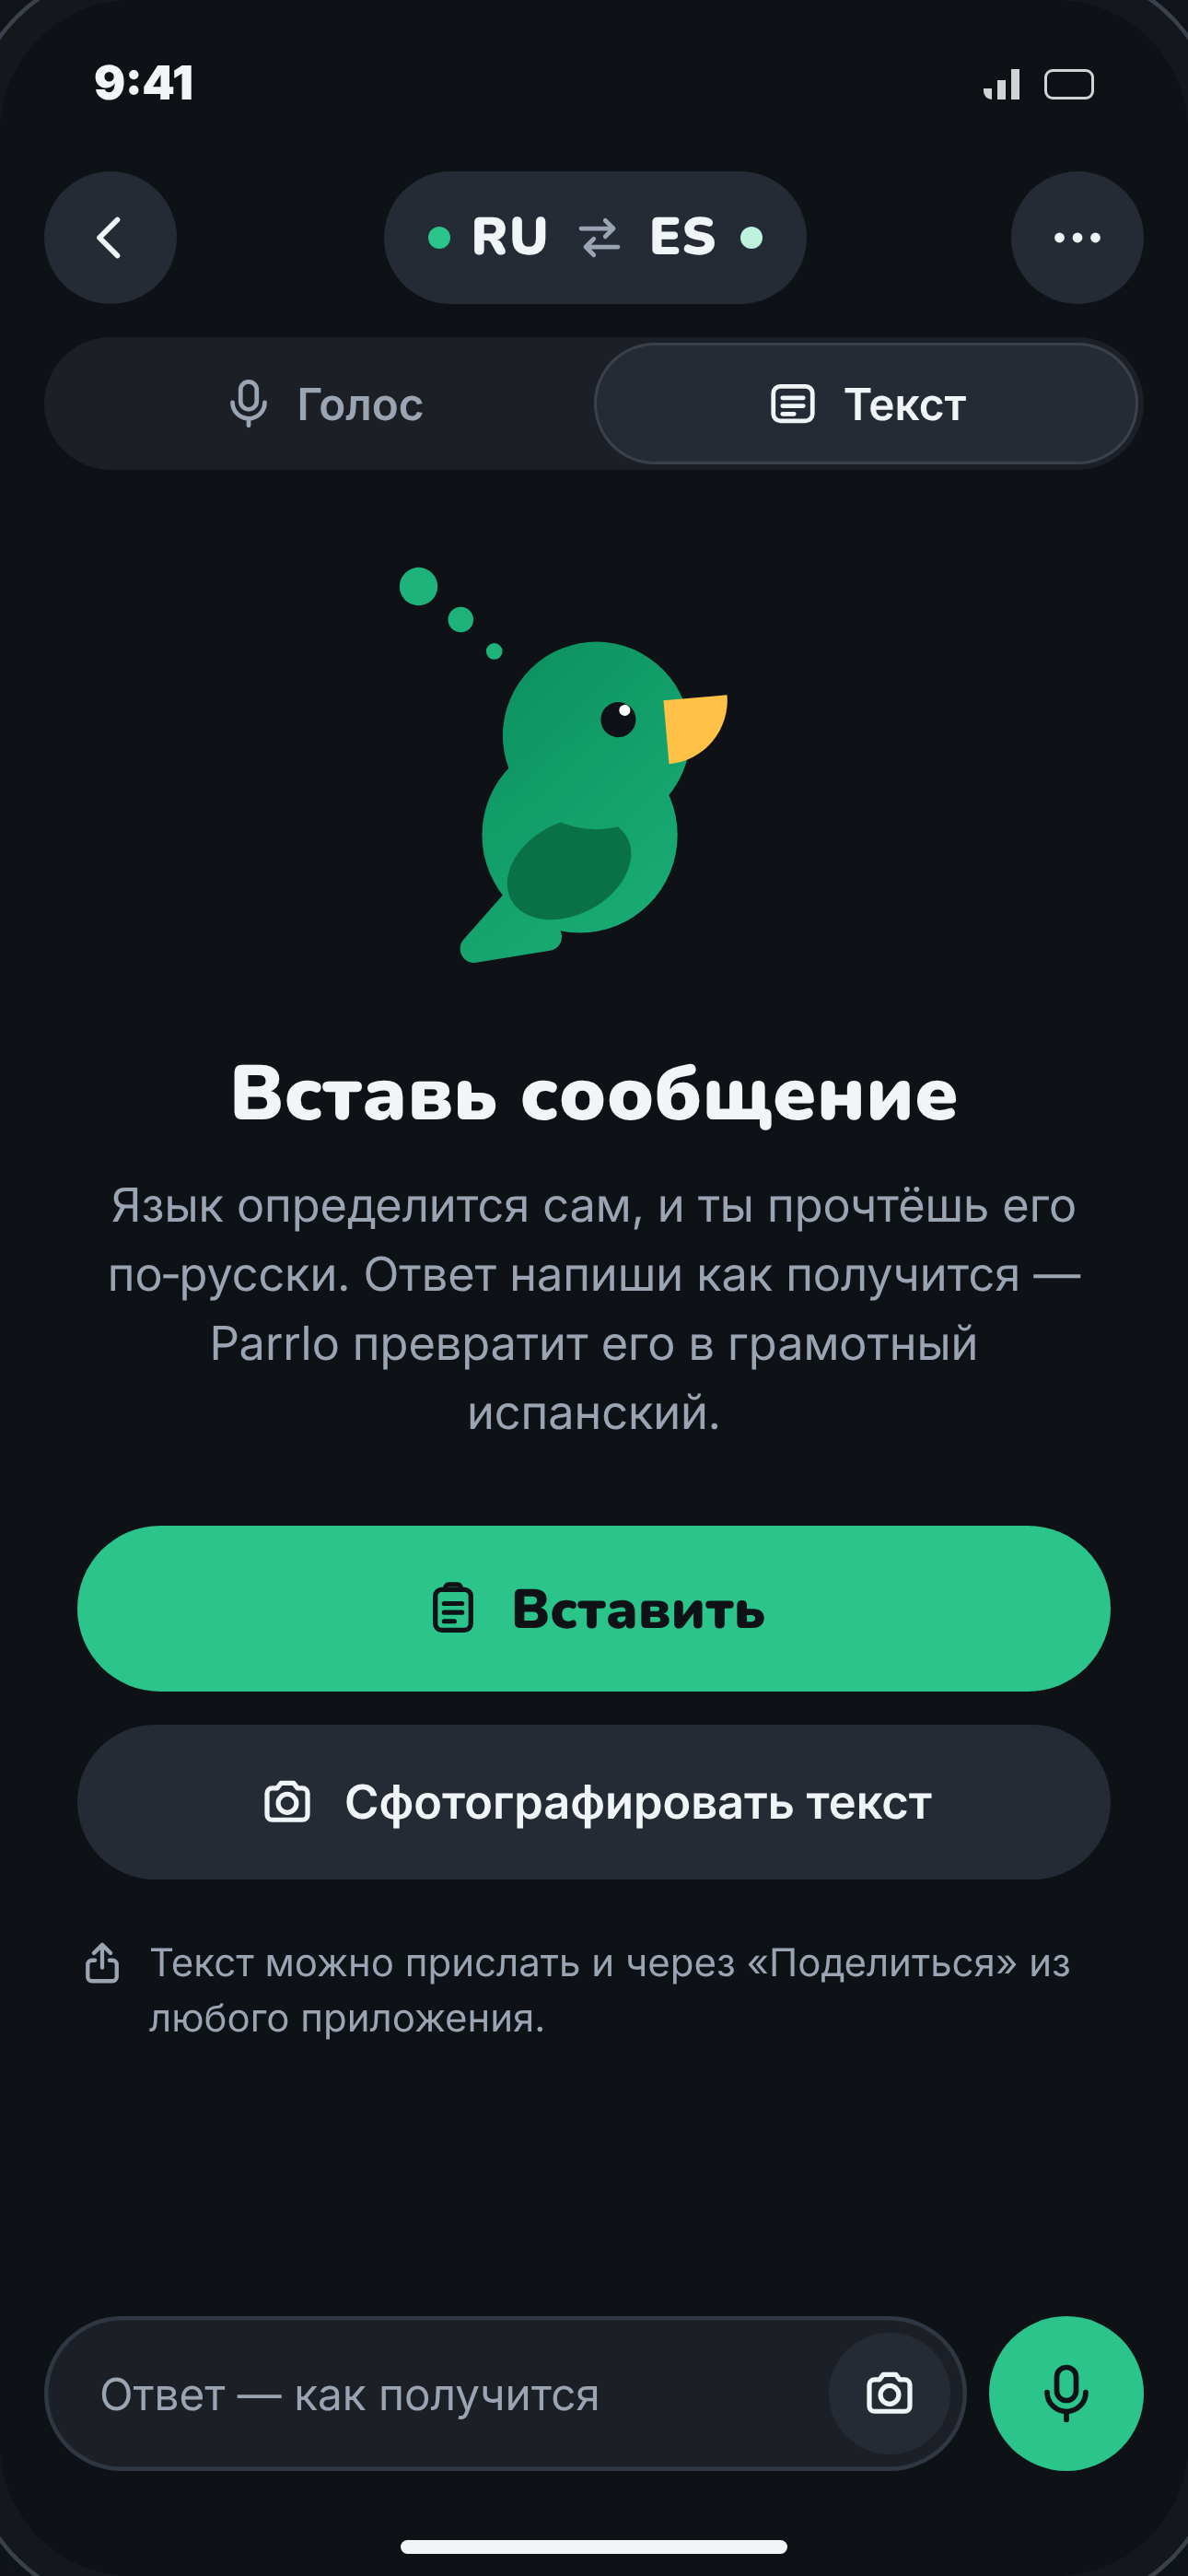 9:41
RU ES
Голос Текст
Вставь сообщение
Язык определится сам, и ты прочтёшь его
по-русски. Ответ напиши как получится —
Parrlo превратит его в грамотный
испанский.
Вставить
Сфотографировать текст
Текст можно прислать и через «Поделиться» из
любого приложения.
Ответ — как получится